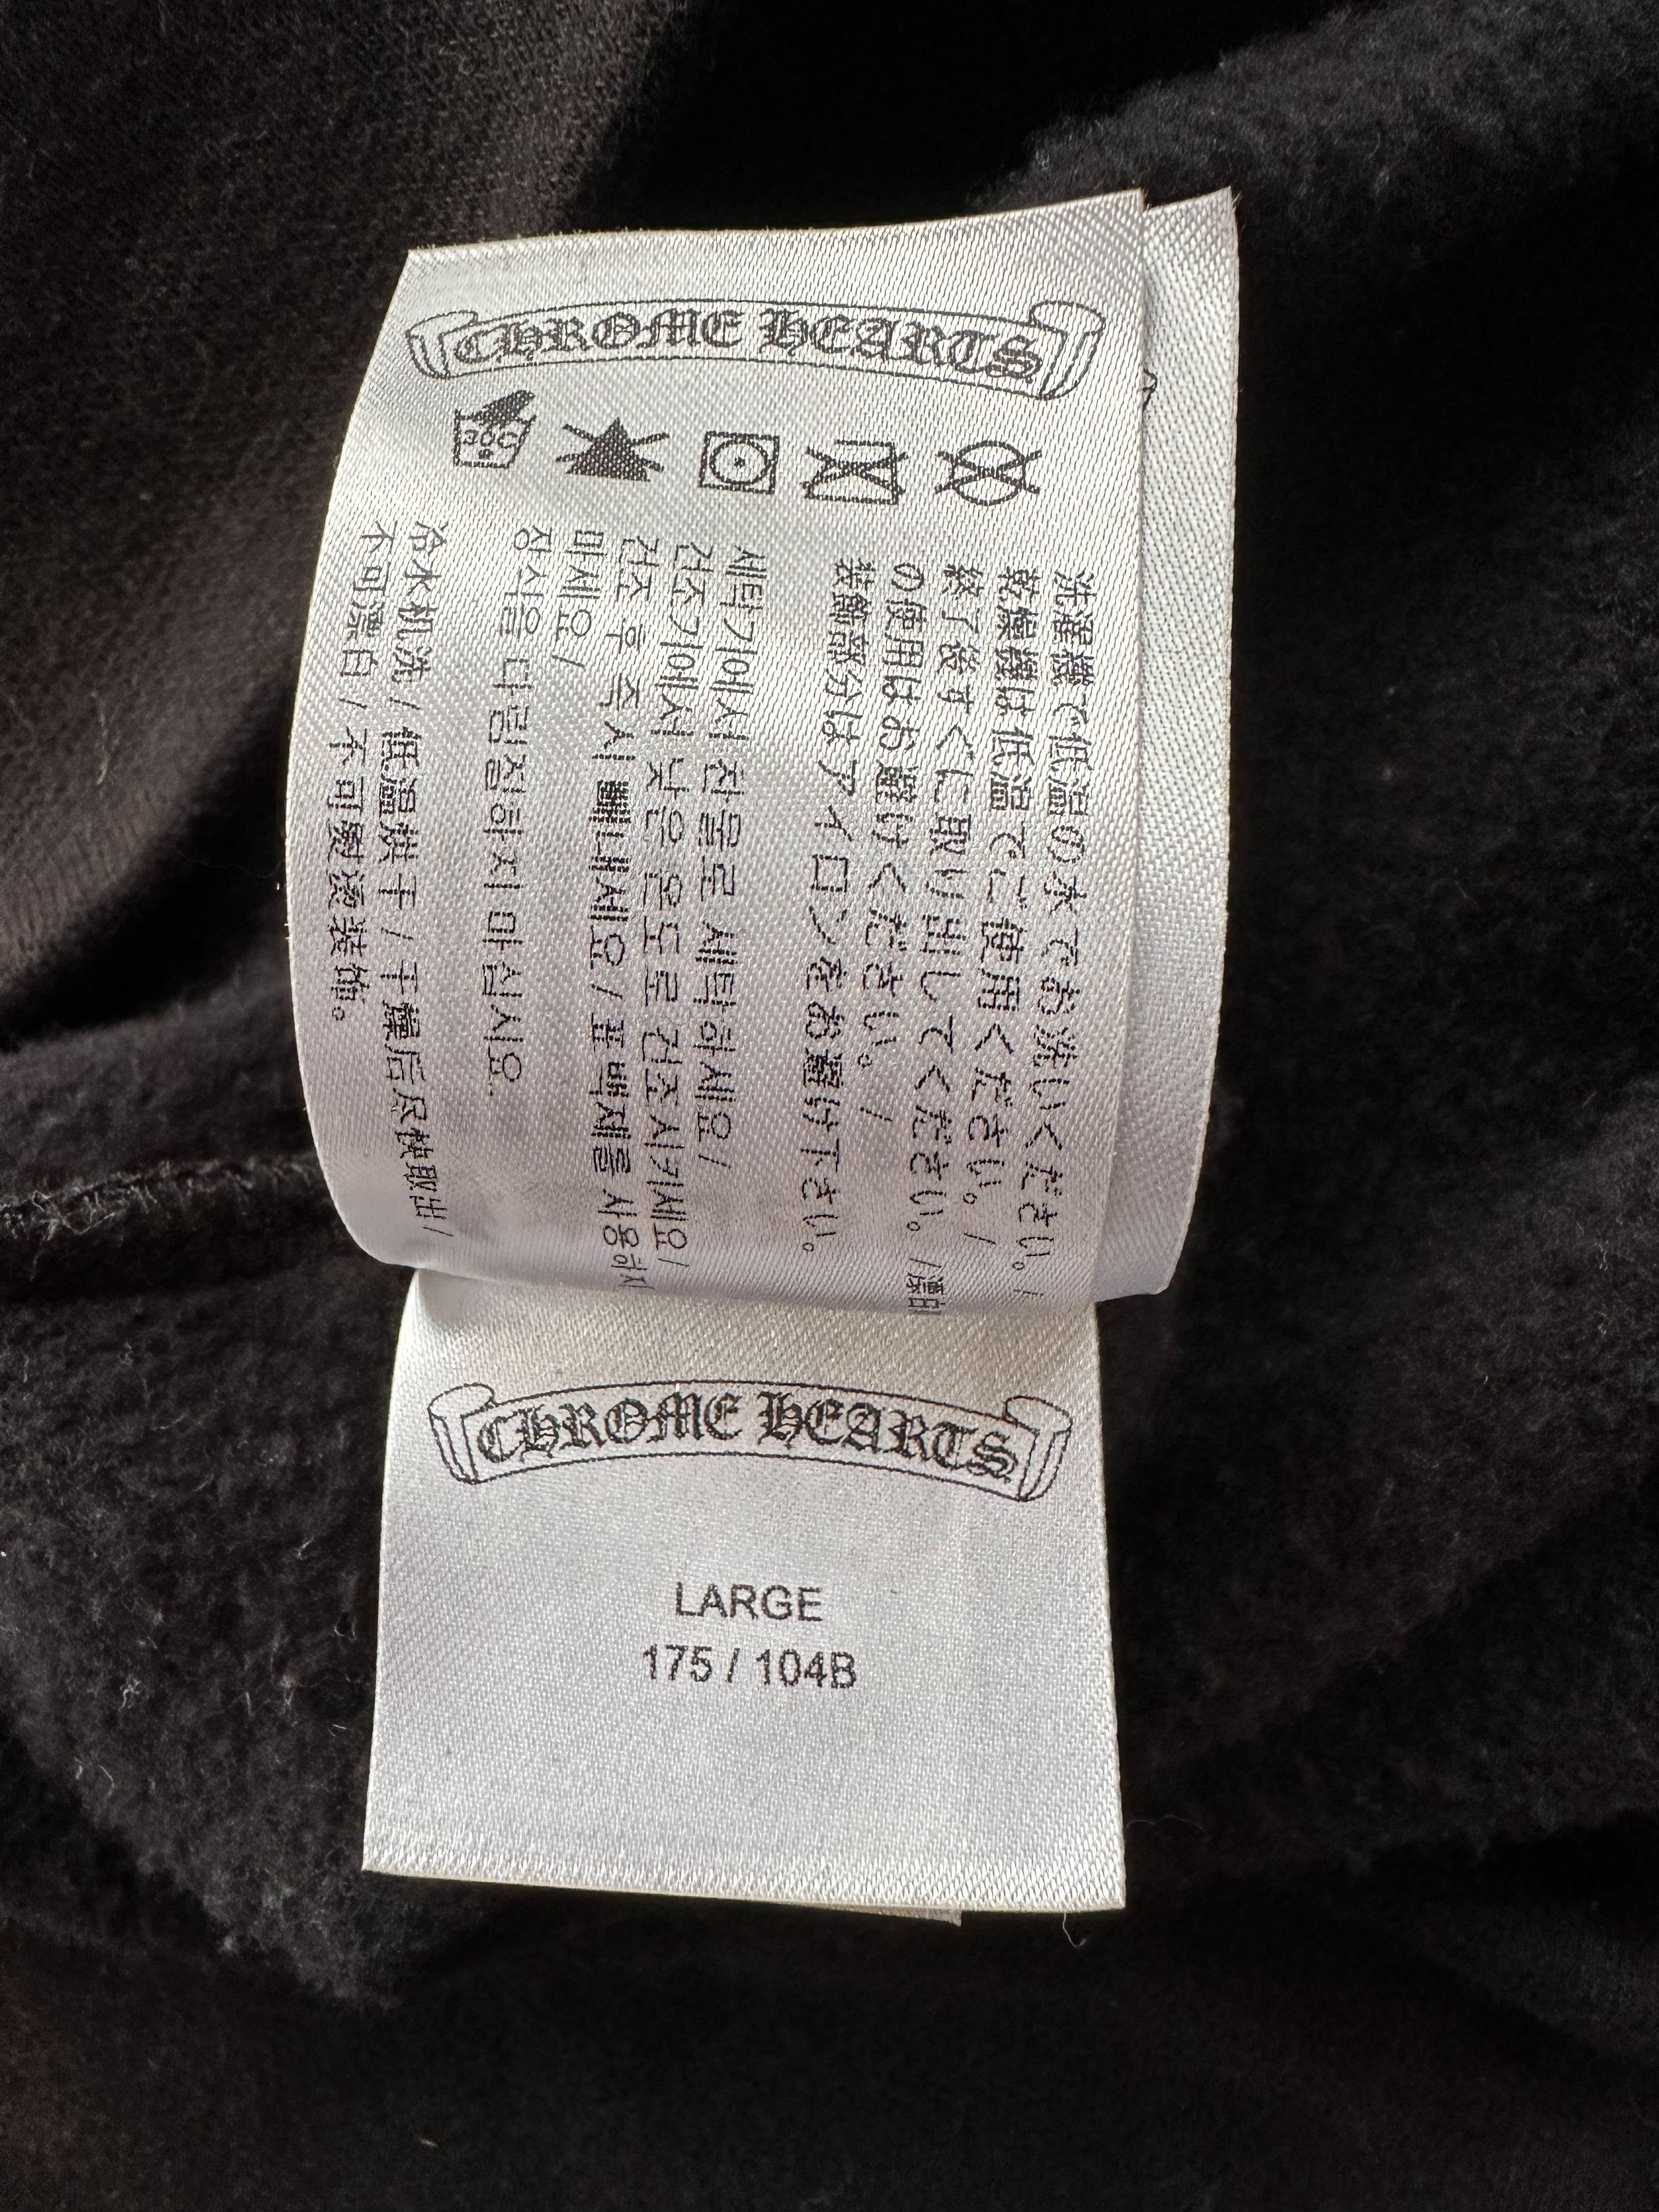 CHROME HEARTS
洗濯機で低温の水でお洗いください。/
乾燥機は低温でご使用ください。/
終了後すぐに取り出してください。/漂白
の使用はお避けください。/
装飾部分はアイロンをお避け下さい。
세탁기에서 찬물로 세탁하세요/
건조기에서 낮은 온도로 건조시키세요/
건조 후 즉시 빼내세요/표백제를 사용하지
마세요/
장식을 다림질하지 마십시요.
冷水机洗/低温烘干/干燥后尽快取出/
不可漂白/不可熨烫装饰。
CHROME HEARTS
LARGE
175 / 104B